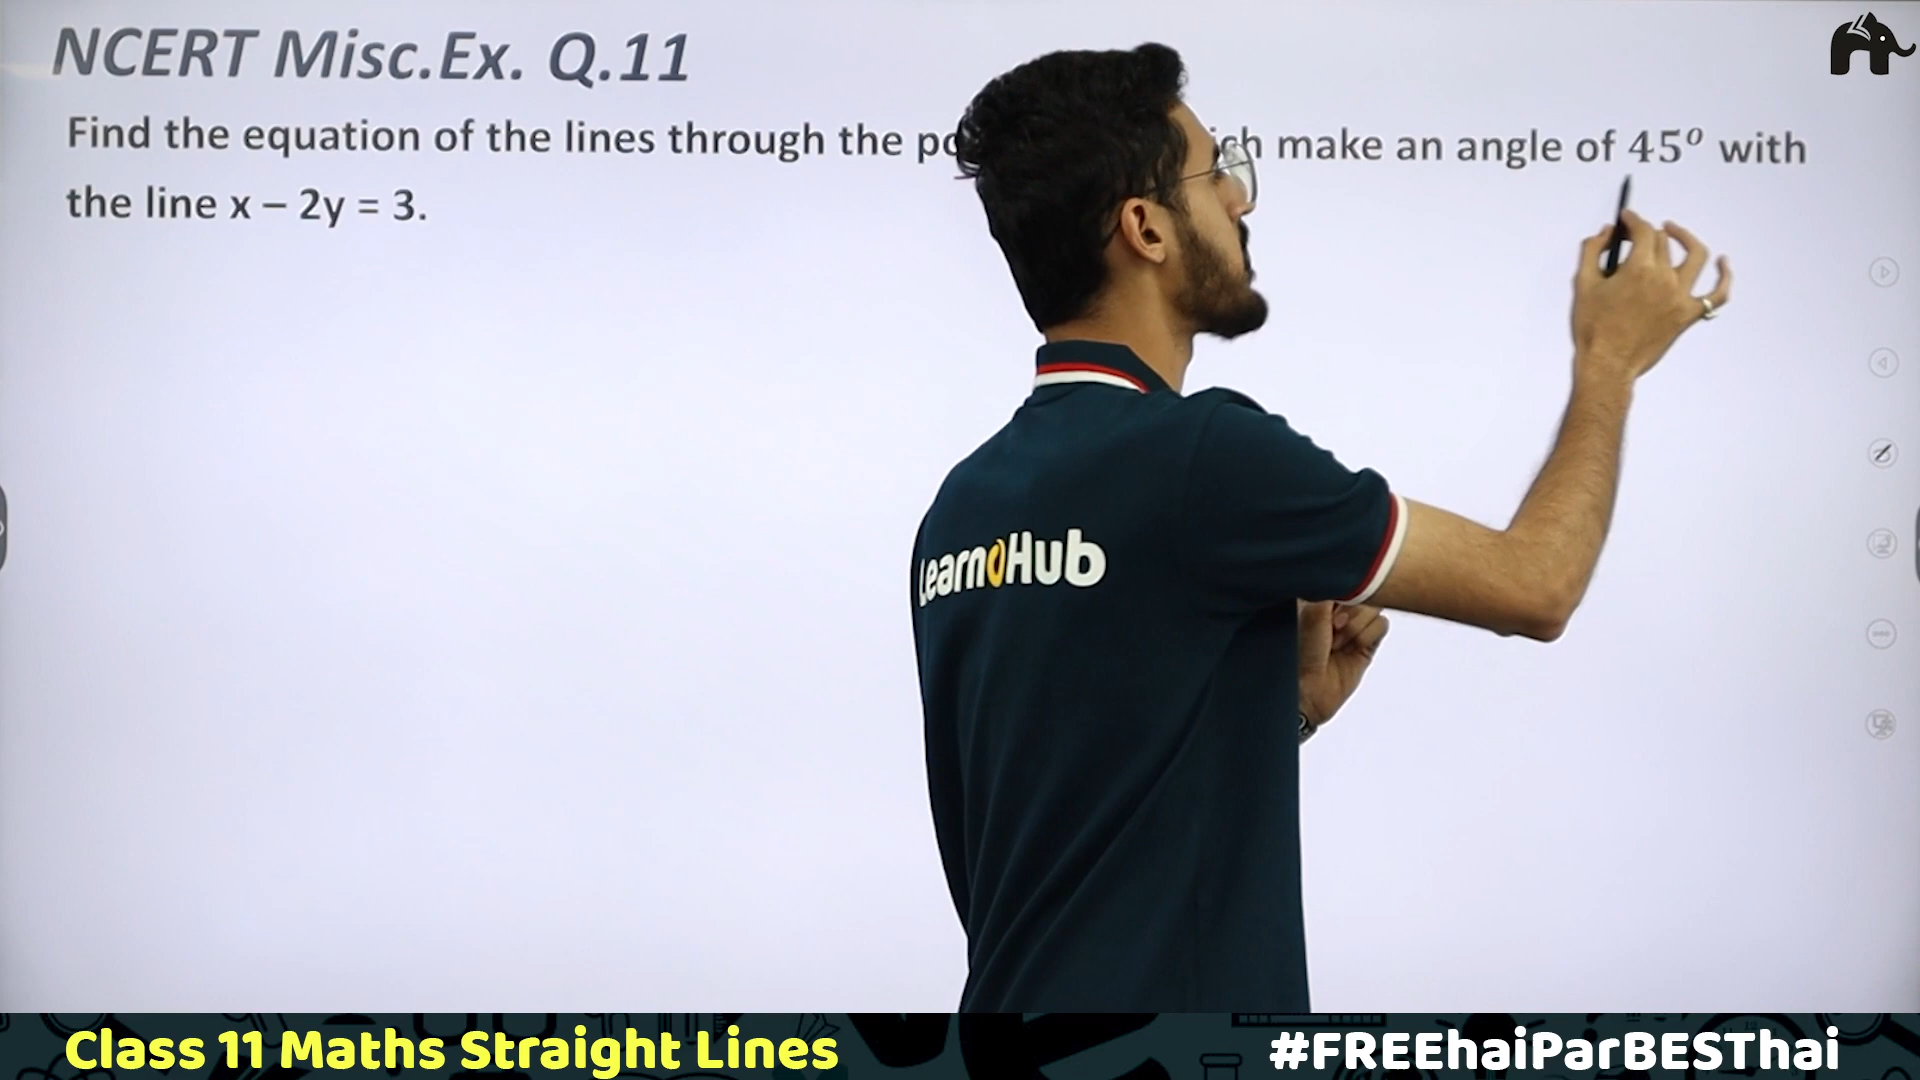 NCERT Misc.Ex. Q.11
Find the equation of the lines through the make an angle of 45° with
the line x – 2y = 3.
LearnoHub
Class 11 Maths Straight Lines
#FREEhaiParBESThai